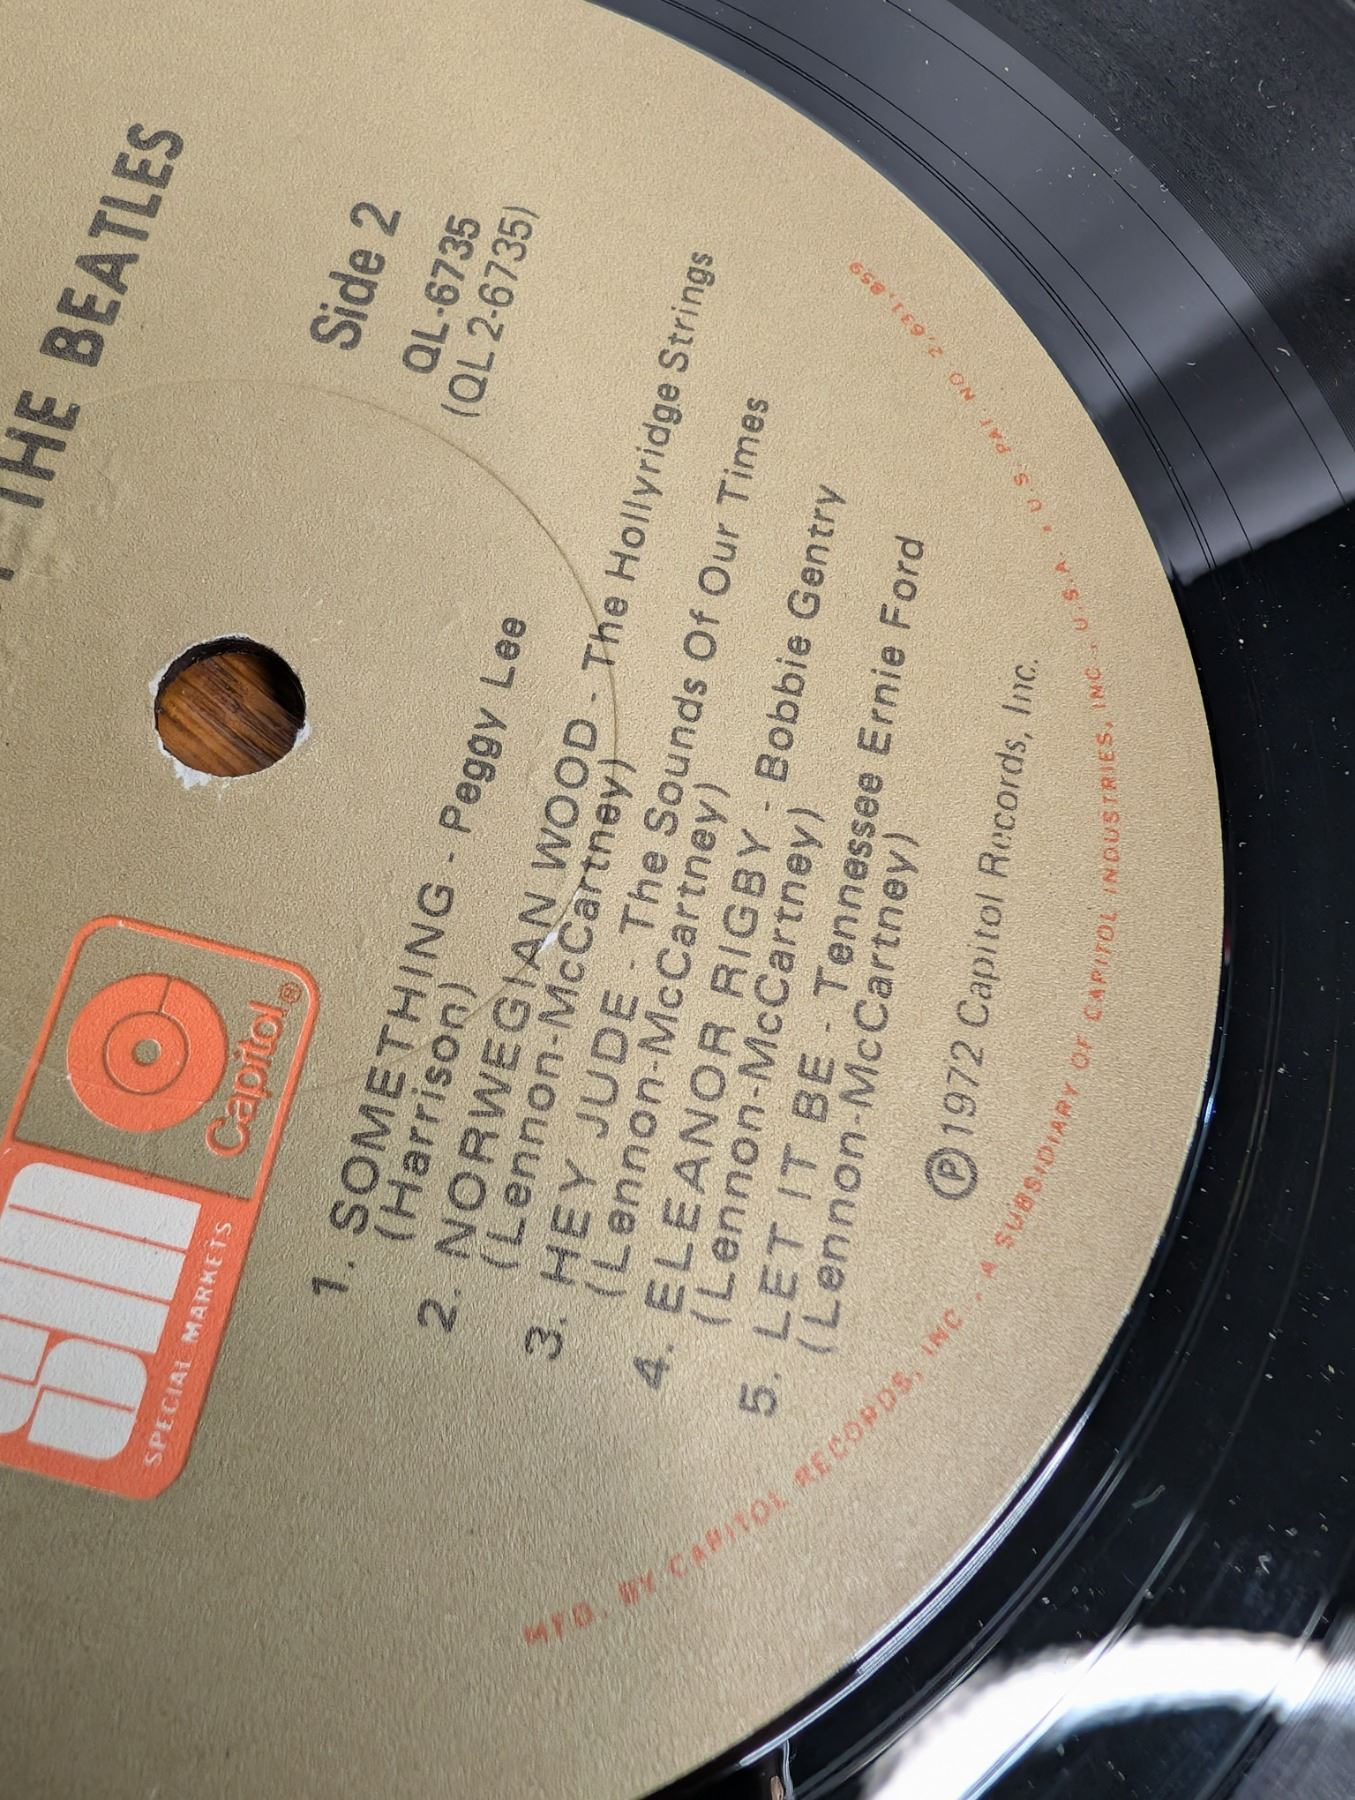 THE BEATLES
Side 2
QL-6735
(QL 2-6735)
Capitol®
SPECIAL MARKETS
1. SOMETHING - Peggy Lee
(Harrison)
2. NORWEGIAN WOOD - The Hollyridge Strings
(Lennon-McCartney)
3. HEY JUDE - The Sounds Of Our Times
(Lennon-McCartney)
4. ELEANOR RIGBY - Bobbie Gentry
(Lennon-McCartney)
5. LET IT BE - Tennessee Ernie Ford
(Lennon-McCartney)
Ⓟ1972 Capitol Records, Inc.
MFD. BY CAPITOL RECORDS, INC., A SUBSIDIARY OF CAPITOL INDUSTRIES, INC., U.S.A. • U.S. PAT. NO. 2,631,859